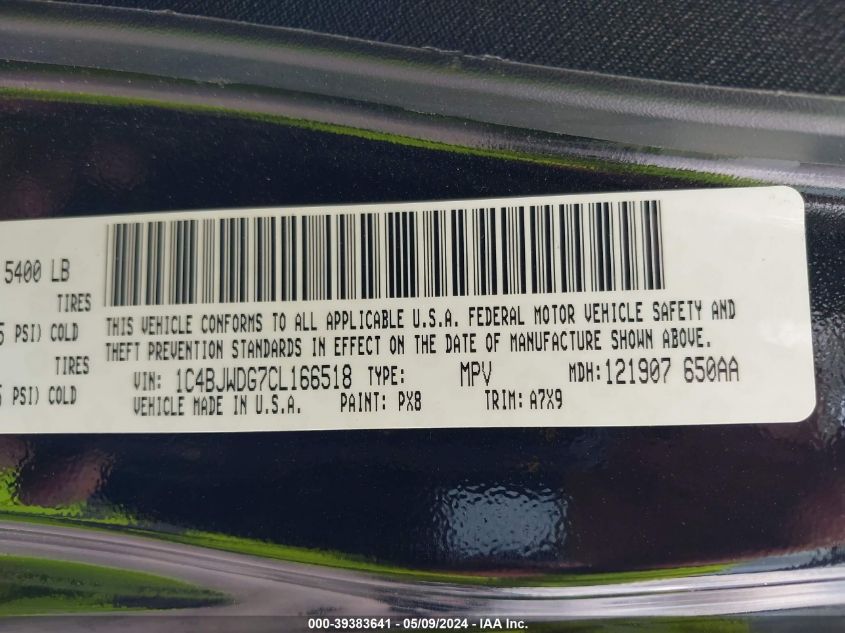 5400 LB
TIRES
5 PSI) COLD
TIRES
5 PSI) COLD
THIS VEHICLE CONFORMS TO ALL APPLICABLE U.S.A. FEDERAL MOTOR VEHICLE SAFETY AND
THEFT PREVENTION STANDARDS IN EFFECT ON THE DATE OF MANUFACTURE SHOWN ABOVE.
VIN: 1C4BJWDG7CL166518 TYPE: MPV MDH: 121907 650AA
VEHICLE MADE IN U.S.A. PAINT: PX8 TRIM: A7X9
000-39383641 - 05/09/2024 - IAA Inc.